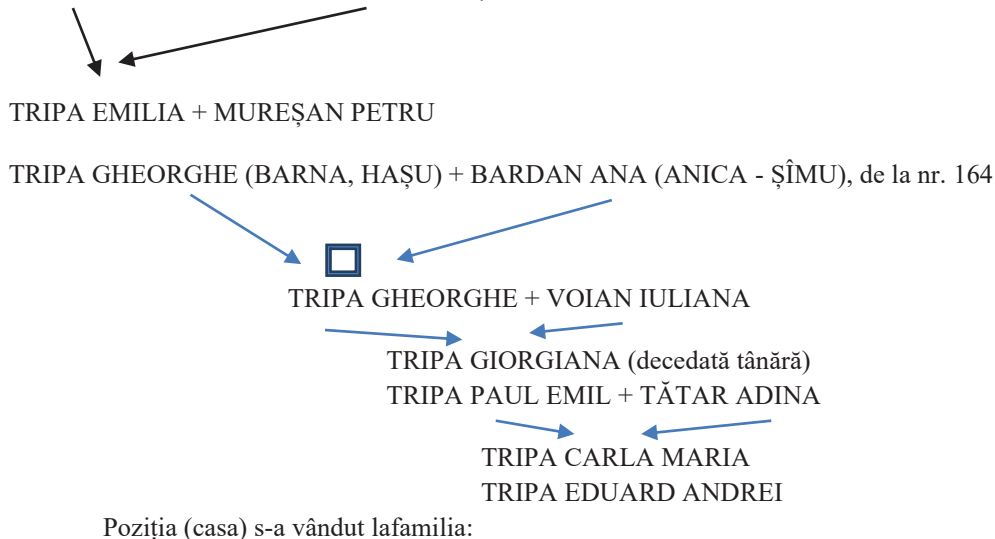 TRIPA EMILIA + MUREȘAN PETRU
TRIPA GHEORGHE (BARNA, HAȘU) + BARDAN ANA (ANICA - ȘÎMU), de la nr. 164
TRIPA GHEORGHE + VOIAN IULIANA
TRIPA GIORGIANA (decedată tânără)
TRIPA PAUL EMIL + TĂTAR ADINA
TRIPA CARLA MARIA
TRIPA EDUARD ANDREI
Poziția (casa) s-a vândut lafamilia: